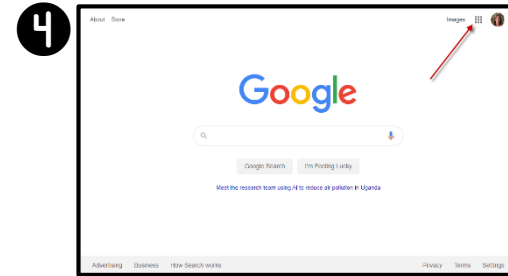 4
About Store Images
Google
Google Search I'm Feeling Lucky
Meet the research team using AI to reduce air pollution in Uganda
Advertising Business How Search works Privacy Terms Settings